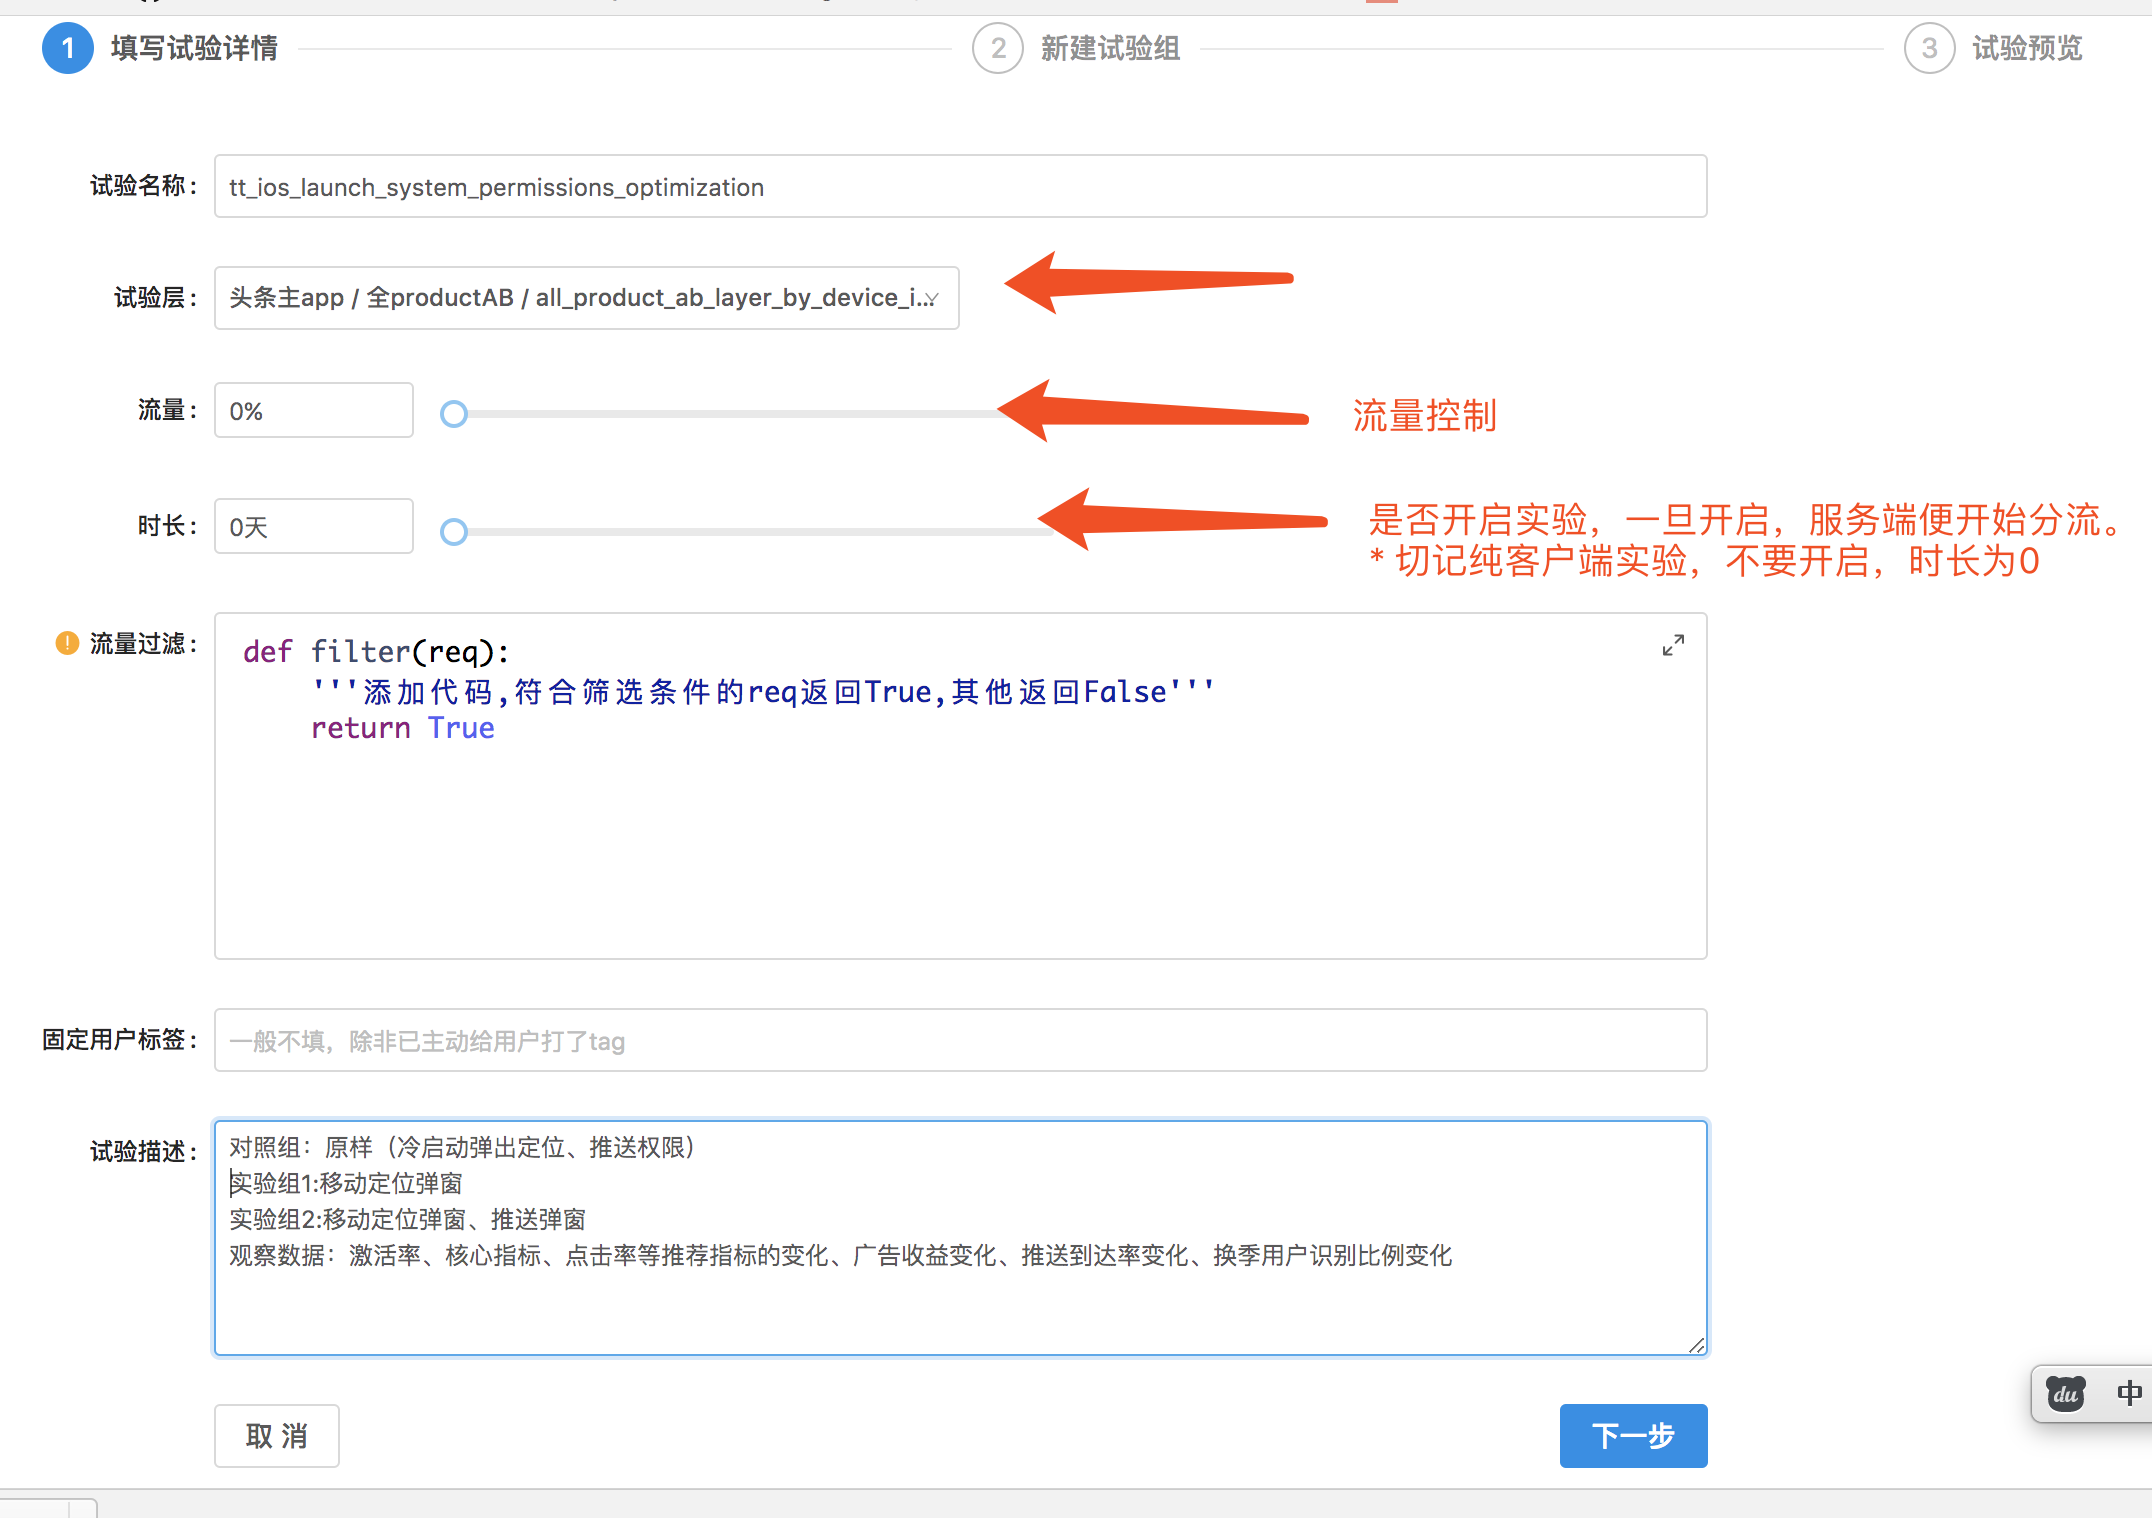 1 填写试验详情
2 新建试验组
3 试验预览
试验名称: tt_ios_launch_system_permissions_optimization
试验层: 头条主app / 全productAB / all_product_ab_layer_by_device_i...
流量: 0%
流量控制
时长: 0天
是否开启实验，一旦开启，服务端便开始分流。
* 切记纯客户端实验，不要开启，时长为0
! 流量过滤:
def filter(req):
'''添加代码,符合筛选条件的req返回True,其他返回False'''
return True
固定用户标签: 一般不填，除非已主动给用户打了tag
试验描述:
对照组：原样（冷启动弹出定位、推送权限）
实验组1:移动定位弹窗
实验组2:移动定位弹窗、推送弹窗
观察数据：激活率、核心指标、点击率等推荐指标的变化、广告收益变化、推送到达率变化、换季用户识别比例变化
du 中
取 消
下一步